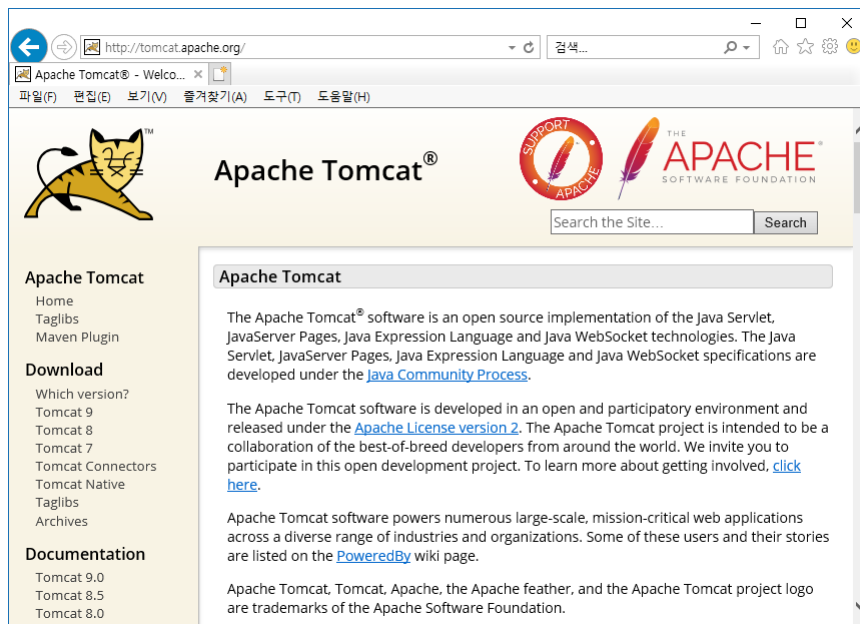 http://tomcat.apache.org/
검색...
Apache Tomcat® - Welco...
파일(F) 편집(E) 보기(V) 즐겨찾기(A) 도구(T) 도움말(H)
TM
Apache Tomcat®
SUPPORT
APACHE
THE
APACHE®
SOFTWARE FOUNDATION
Search the Site...
Search
Apache Tomcat
Home
Taglibs
Maven Plugin
Download
Which version?
Tomcat 9
Tomcat 8
Tomcat 7
Tomcat Connectors
Tomcat Native
Taglibs
Archives
Documentation
Tomcat 9.0
Tomcat 8.5
Tomcat 8.0
Apache Tomcat
The Apache Tomcat® software is an open source implementation of the Java Servlet,
JavaServer Pages, Java Expression Language and Java WebSocket technologies. The Java
Servlet, JavaServer Pages, Java Expression Language and Java WebSocket specifications are
developed under the Java Community Process.
The Apache Tomcat software is developed in an open and participatory environment and
released under the Apache License version 2. The Apache Tomcat project is intended to be a
collaboration of the best-of-breed developers from around the world. We invite you to
participate in this open development project. To learn more about getting involved, click
here.
Apache Tomcat software powers numerous large-scale, mission-critical web applications
across a diverse range of industries and organizations. Some of these users and their stories
are listed on the PoweredBy wiki page.
Apache Tomcat, Tomcat, Apache, the Apache feather, and the Apache Tomcat project logo
are trademarks of the Apache Software Foundation.